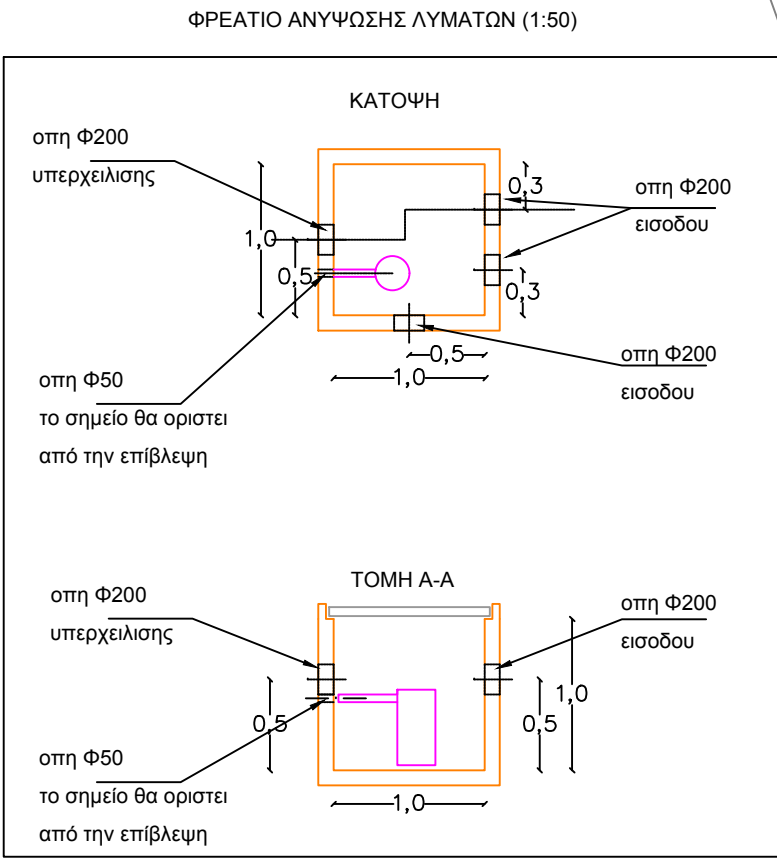 ΦΡΕΑΤΙΟ ΑΝΥΨΩΣΗΣ ΛΥΜΑΤΩΝ (1:50)
ΚΑΤΟΨΗ
οπη Φ200
υπερχειλισης
οπη Φ200
εισοδου
0,3
1,0
0,5
0,3
0,5
1,0
οπη Φ200
εισοδου
οπη Φ50
το σημείο θα οριστει
από την επίβλεψη
ΤΟΜΗ Α-Α
οπη Φ200
υπερχειλισης
οπη Φ200
εισοδου
1,0
0,5
0,5
1,0
οπη Φ50
το σημείο θα οριστει
από την επίβλεψη